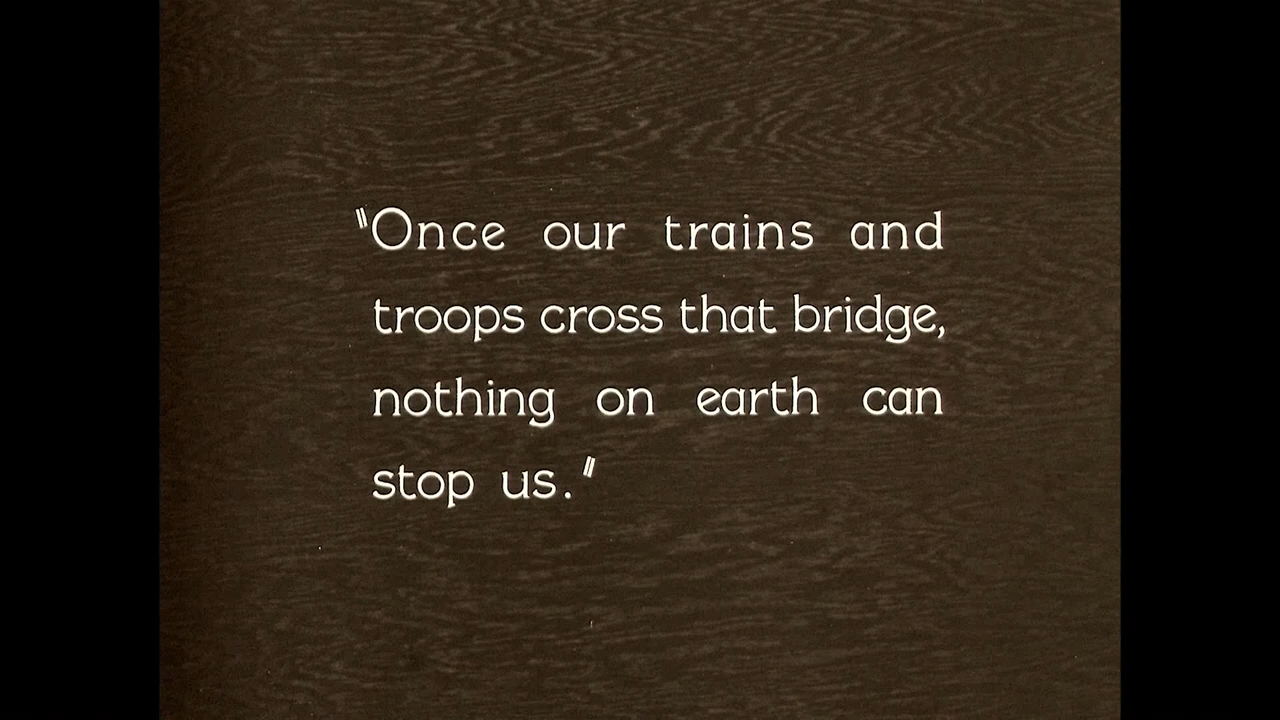 "Once our trains and
troops cross that bridge,
nothing on earth can
stop us."